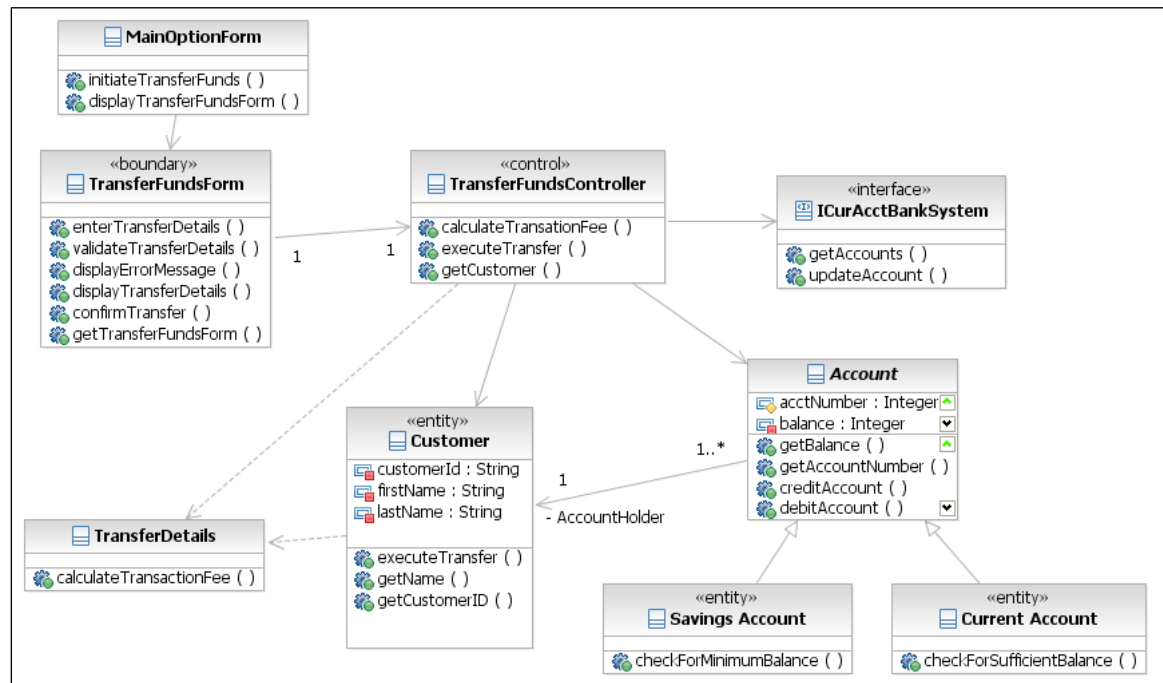 MainOptionForm
initiateTransferFunds ( )
displayTransferFundsForm ( )
«boundary»
TransferFundsForm
enterTransferDetails ( )
validateTransferDetails ( )
displayErrorMessage ( )
displayTransferDetails ( )
confirmTransfer ( )
getTransferFundsForm ( )
1
1
«control»
TransferFundsController
calculateTransationFee ( )
executeTransfer ( )
getCustomer ( )
«interface»
ICurAcctBankSystem
getAccounts ( )
updateAccount ( )
Account
acctNumber : Integer
balance : Integer
getBalance ( )
getAccountNumber ( )
creditAccount ( )
debitAccount ( )
1..*
1
- AccountHolder
«entity»
Customer
customerId : String
firstName : String
lastName : String
executeTransfer ( )
getName ( )
getCustomerID ( )
TransferDetails
calculateTransactionFee ( )
«entity»
Savings Account
checkForMinimumBalance ( )
«entity»
Current Account
checkForSufficientBalance ( )